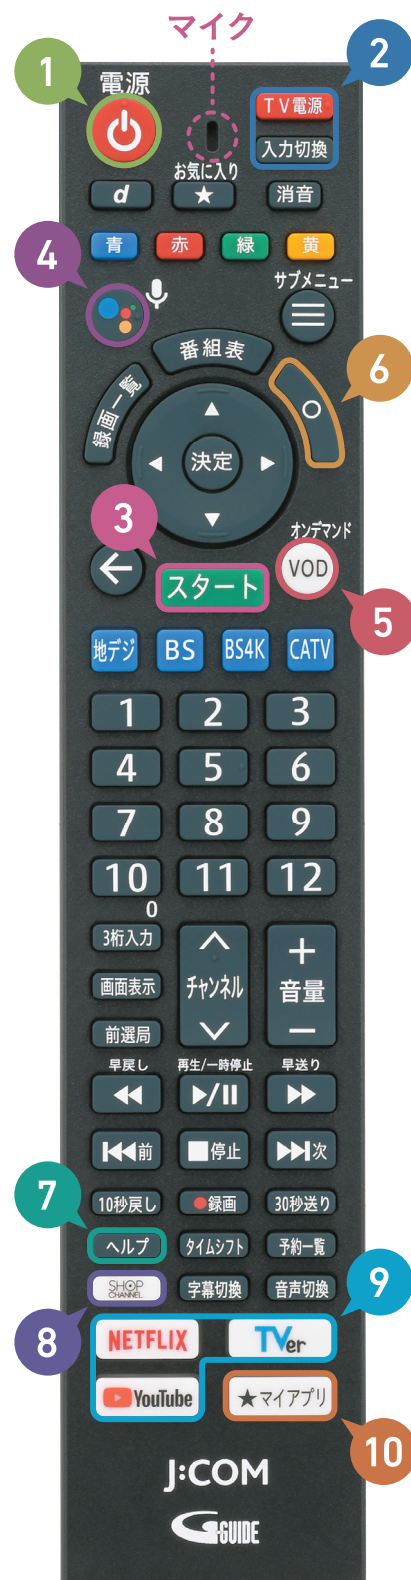 マイク
1
2
電源
TV電源
入力切換
お気に入り
d
★
消音
青
赤
緑
黄
4
サブメニュー
番組表
6
録画一覧
決定
3
オンデマンド
スタート
VOD
5
地デジ
BS
BS4K
CATV
1
2
3
4
5
6
7
8
9
10
11
12
0
3桁入力
画面表示
前選局
チャンネル
+
音量
−
早戻し
再生/一時停止
早送り
前
停止
次
7
10秒戻し
録画
30秒送り
ヘルプ
タイムシフト
予約一覧
8
SHOP CHANNEL
字幕切換
音声切換
9
NETFLIX
TVer
YouTube
★マイアプリ
10
J:COM
G-GUIDE